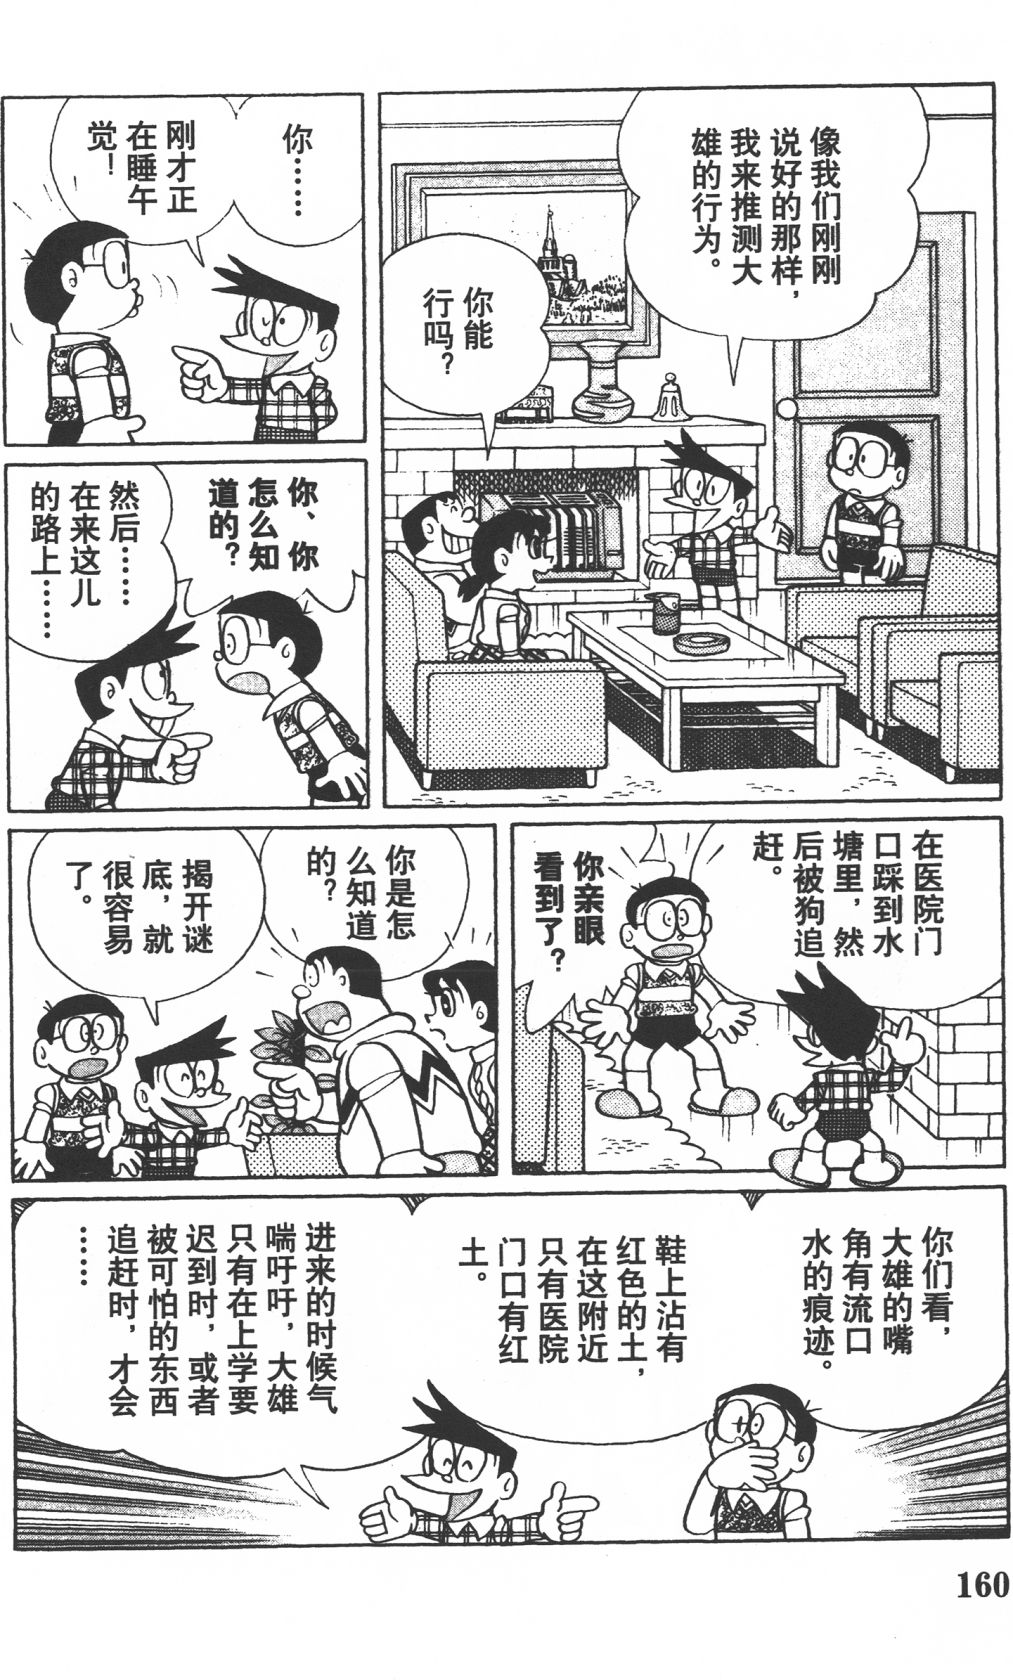 像我们刚刚
说好的那样，
我来推测大
雄的行为。
你能
行吗？
你……
刚才正
在睡午
觉！
你、你
怎么知
道的？
然后……
在来这儿
的路上……
在医院门
口踩到水
塘里，然
后被狗追
赶。
你亲眼
看到了？
你是怎
么知道
的？
揭开谜
底，就
很容易
了。
你们看，
大雄的嘴
角有流口
水的痕迹。
鞋上沾有
红色的土，
在这附近
只有医院
门口有红
土。
进来的时候气
喘吁吁，大雄
只有在上学要
迟到时，或者
被可怕的东西
追赶时，才会
……
160